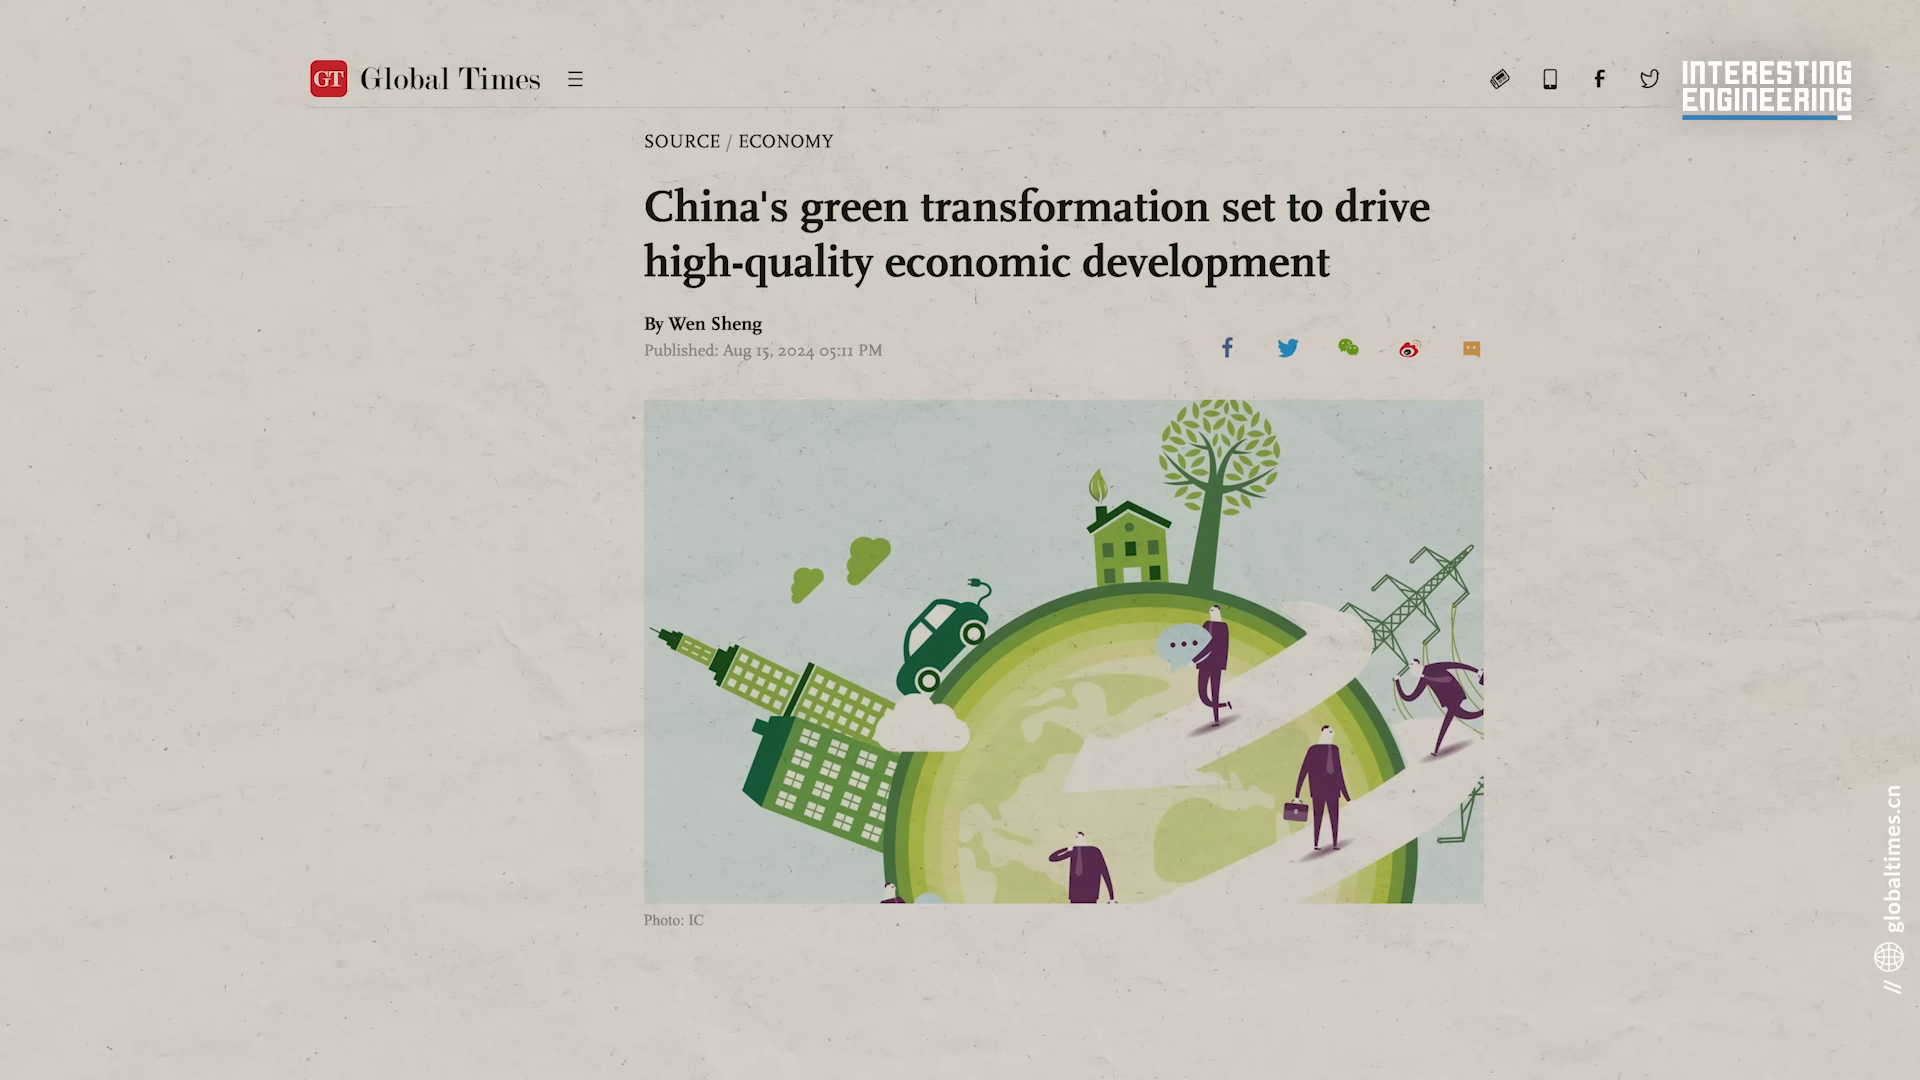 GT Global Times
INTERESTING
ENGINEERING
SOURCE / ECONOMY
China's green transformation set to drive
high-quality economic development
By Wen Sheng
Published: Aug 15, 2024 05:11 PM
Photo: IC
// globaltimes.cn